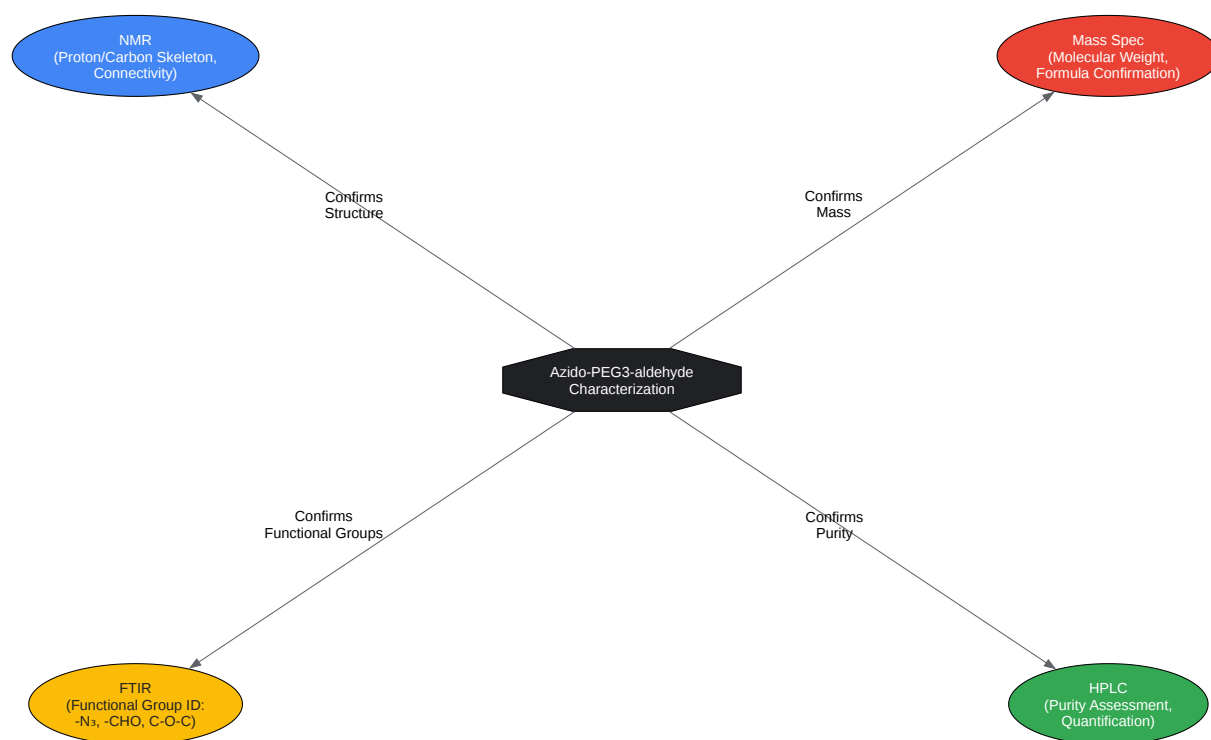 NMR
(Proton/Carbon Skeleton,
Connectivity)
Mass Spec
(Molecular Weight,
Formula Confirmation)
Confirms
Structure
Confirms
Mass
Azido-PEG3-aldehyde
Characterization
Confirms
Functional Groups
Confirms
Purity
FTIR
(Functional Group ID:
-N₃, -CHO, C-O-C)
HPLC
(Purity Assessment,
Quantification)